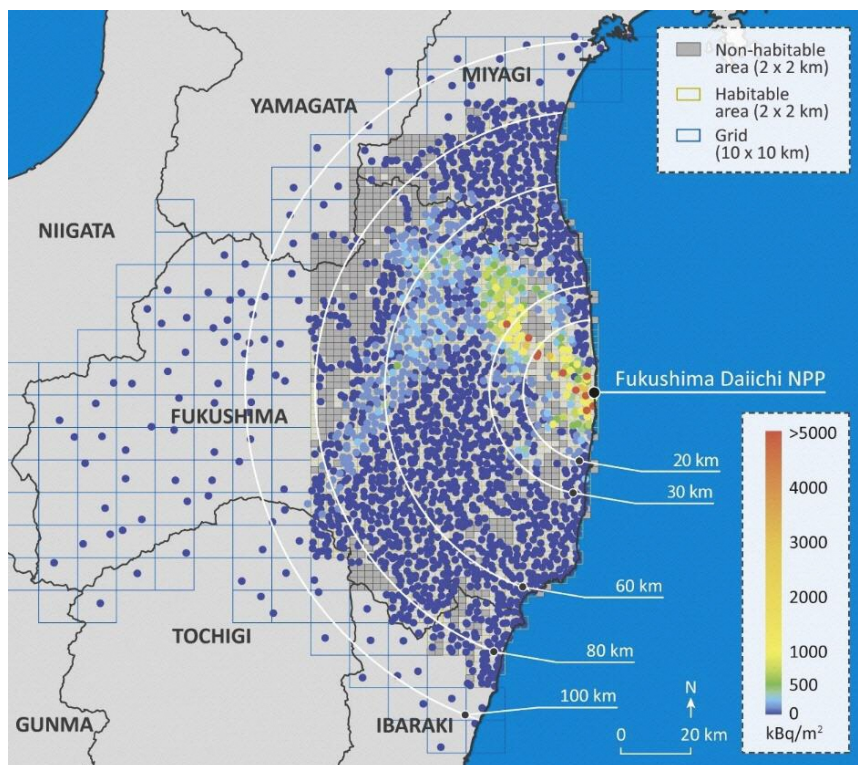 MIYAGI
YAMAGATA
NIIGATA
FUKUSHIMA
TOCHIGI
GUNMA
IBARAKI
Non-habitable
area (2 x 2 km)
Habitable
area (2 x 2 km)
Grid
(10 x 10 km)
Fukushima Daiichi NPP
20 km
30 km
60 km
80 km
100 km
N
0 20 km
>5000
4000
3000
2000
1000
500
0
kBq/m²